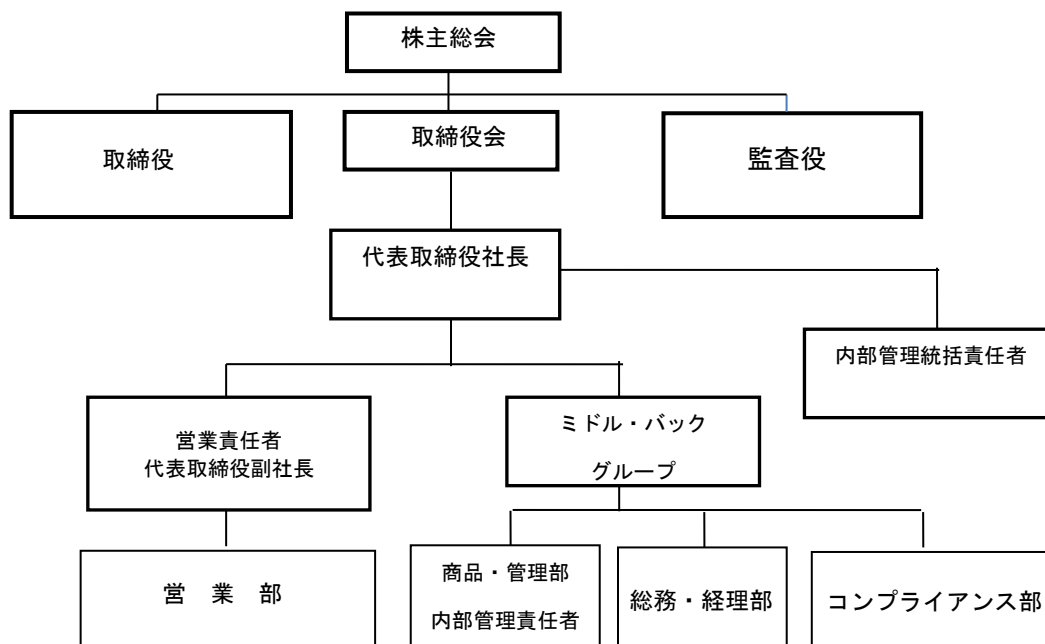 株主総会
取締役
取締役会
監査役
代表取締役社長
内部管理統括責任者
営業責任者
代表取締役副社長
ミドル・バック
グループ
営　業　部
商品・管理部
内部管理責任者
総務・経理部
コンプライアンス部